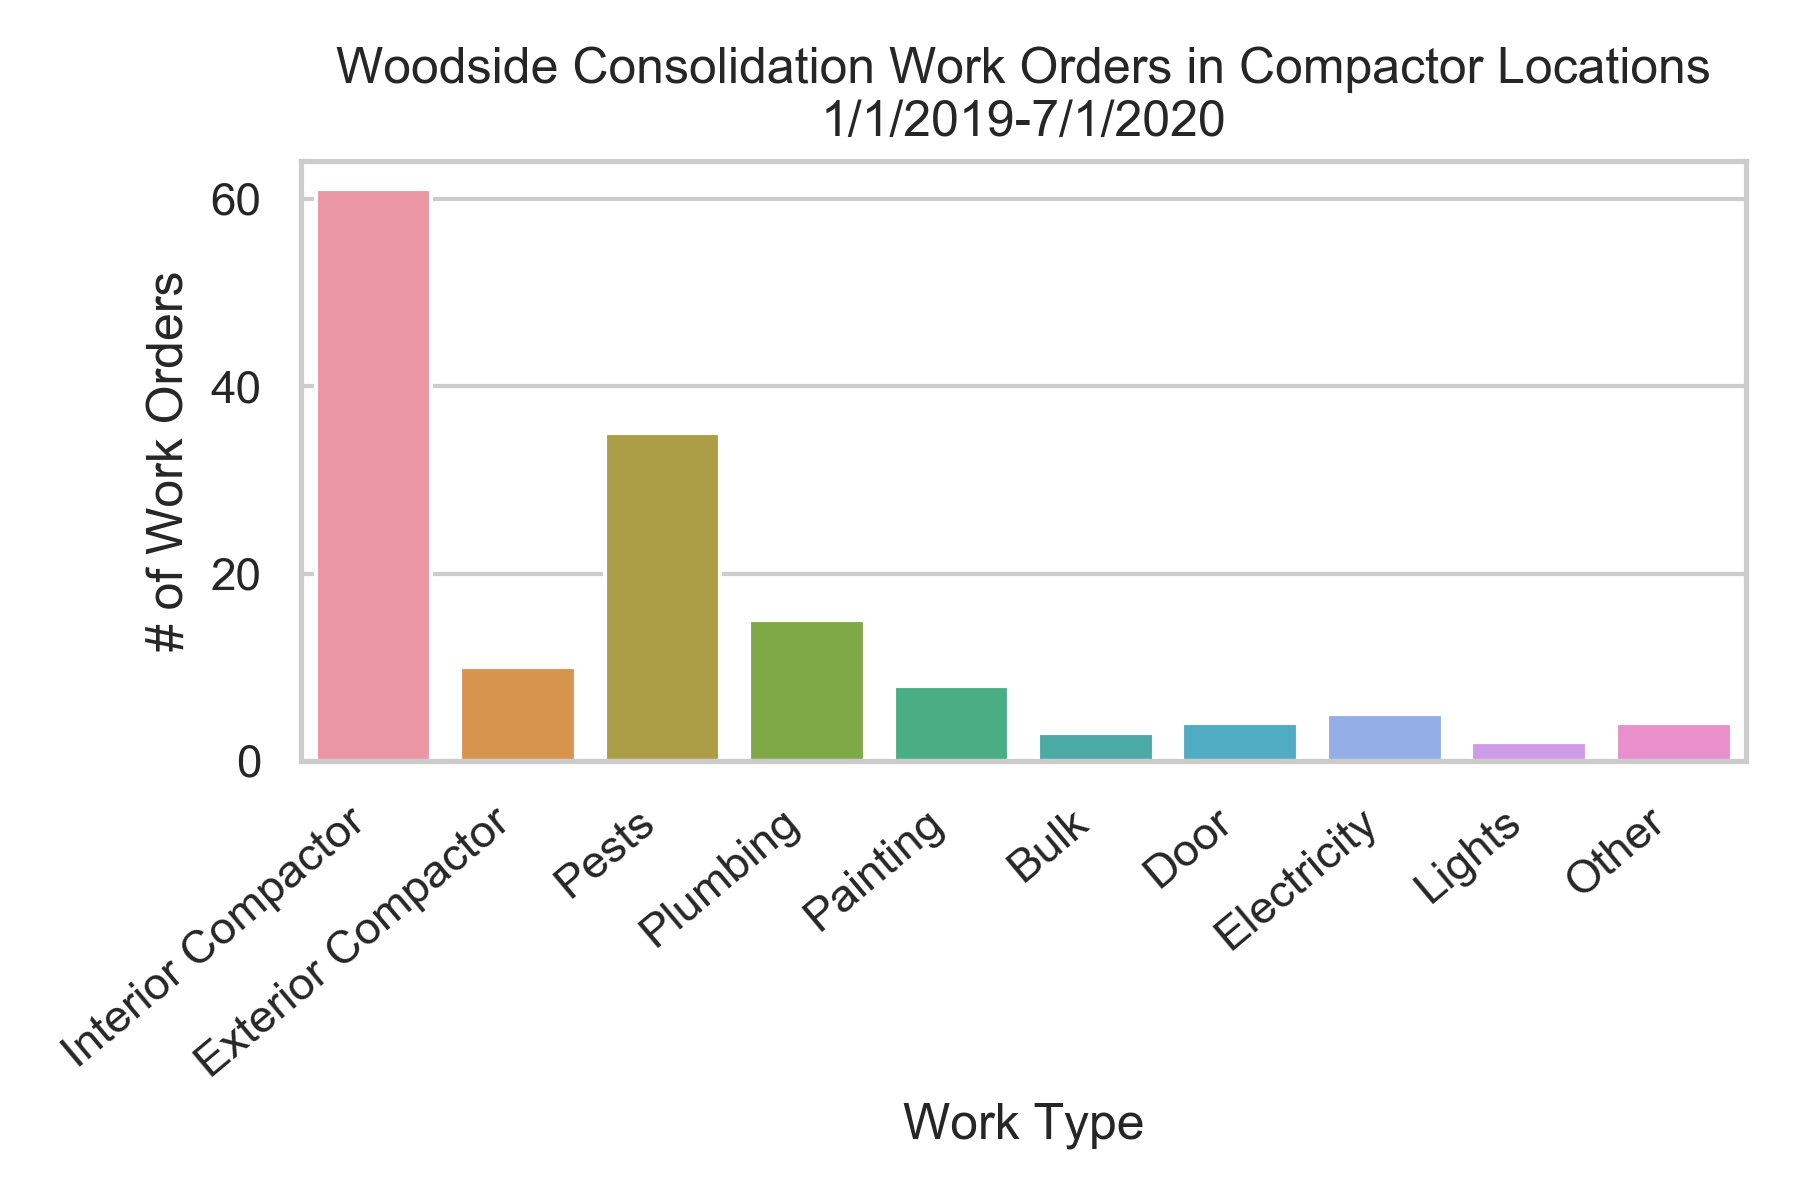 Woodside Consolidation Work Orders in Compactor Locations
1/1/2019-7/1/2020
# of Work Orders
60
40
20
0
Interior Compactor
Exterior Compactor
Pests
Plumbing
Painting
Bulk
Door
Electricity
Lights
Other
Work Type